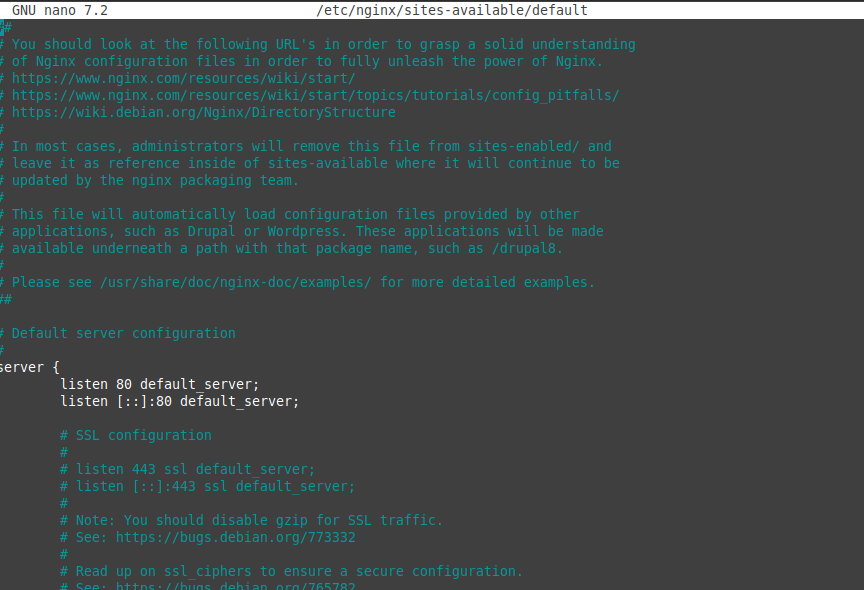 GNU nano 7.2 /etc/nginx/sites-available/default
##
# You should look at the following URL's in order to grasp a solid understanding
# of Nginx configuration files in order to fully unleash the power of Nginx.
# https://www.nginx.com/resources/wiki/start/
# https://www.nginx.com/resources/wiki/start/topics/tutorials/config_pitfalls/
# https://wiki.debian.org/Nginx/DirectoryStructure
#
# In most cases, administrators will remove this file from sites-enabled/ and
# leave it as reference inside of sites-available where it will continue to be
# updated by the nginx packaging team.
#
# This file will automatically load configuration files provided by other
# applications, such as Drupal or Wordpress. These applications will be made
# available underneath a path with that package name, such as /drupal8.
#
# Please see /usr/share/doc/nginx-doc/examples/ for more detailed examples.
##
# Default server configuration
#
server {
listen 80 default_server;
listen [::]:80 default_server;
# SSL configuration
#
# listen 443 ssl default_server;
# listen [::]:443 ssl default_server;
#
# Note: You should disable gzip for SSL traffic.
# See: https://bugs.debian.org/773332
#
# Read up on ssl_ciphers to ensure a secure configuration.
# See: https://bugs.debian.org/765782